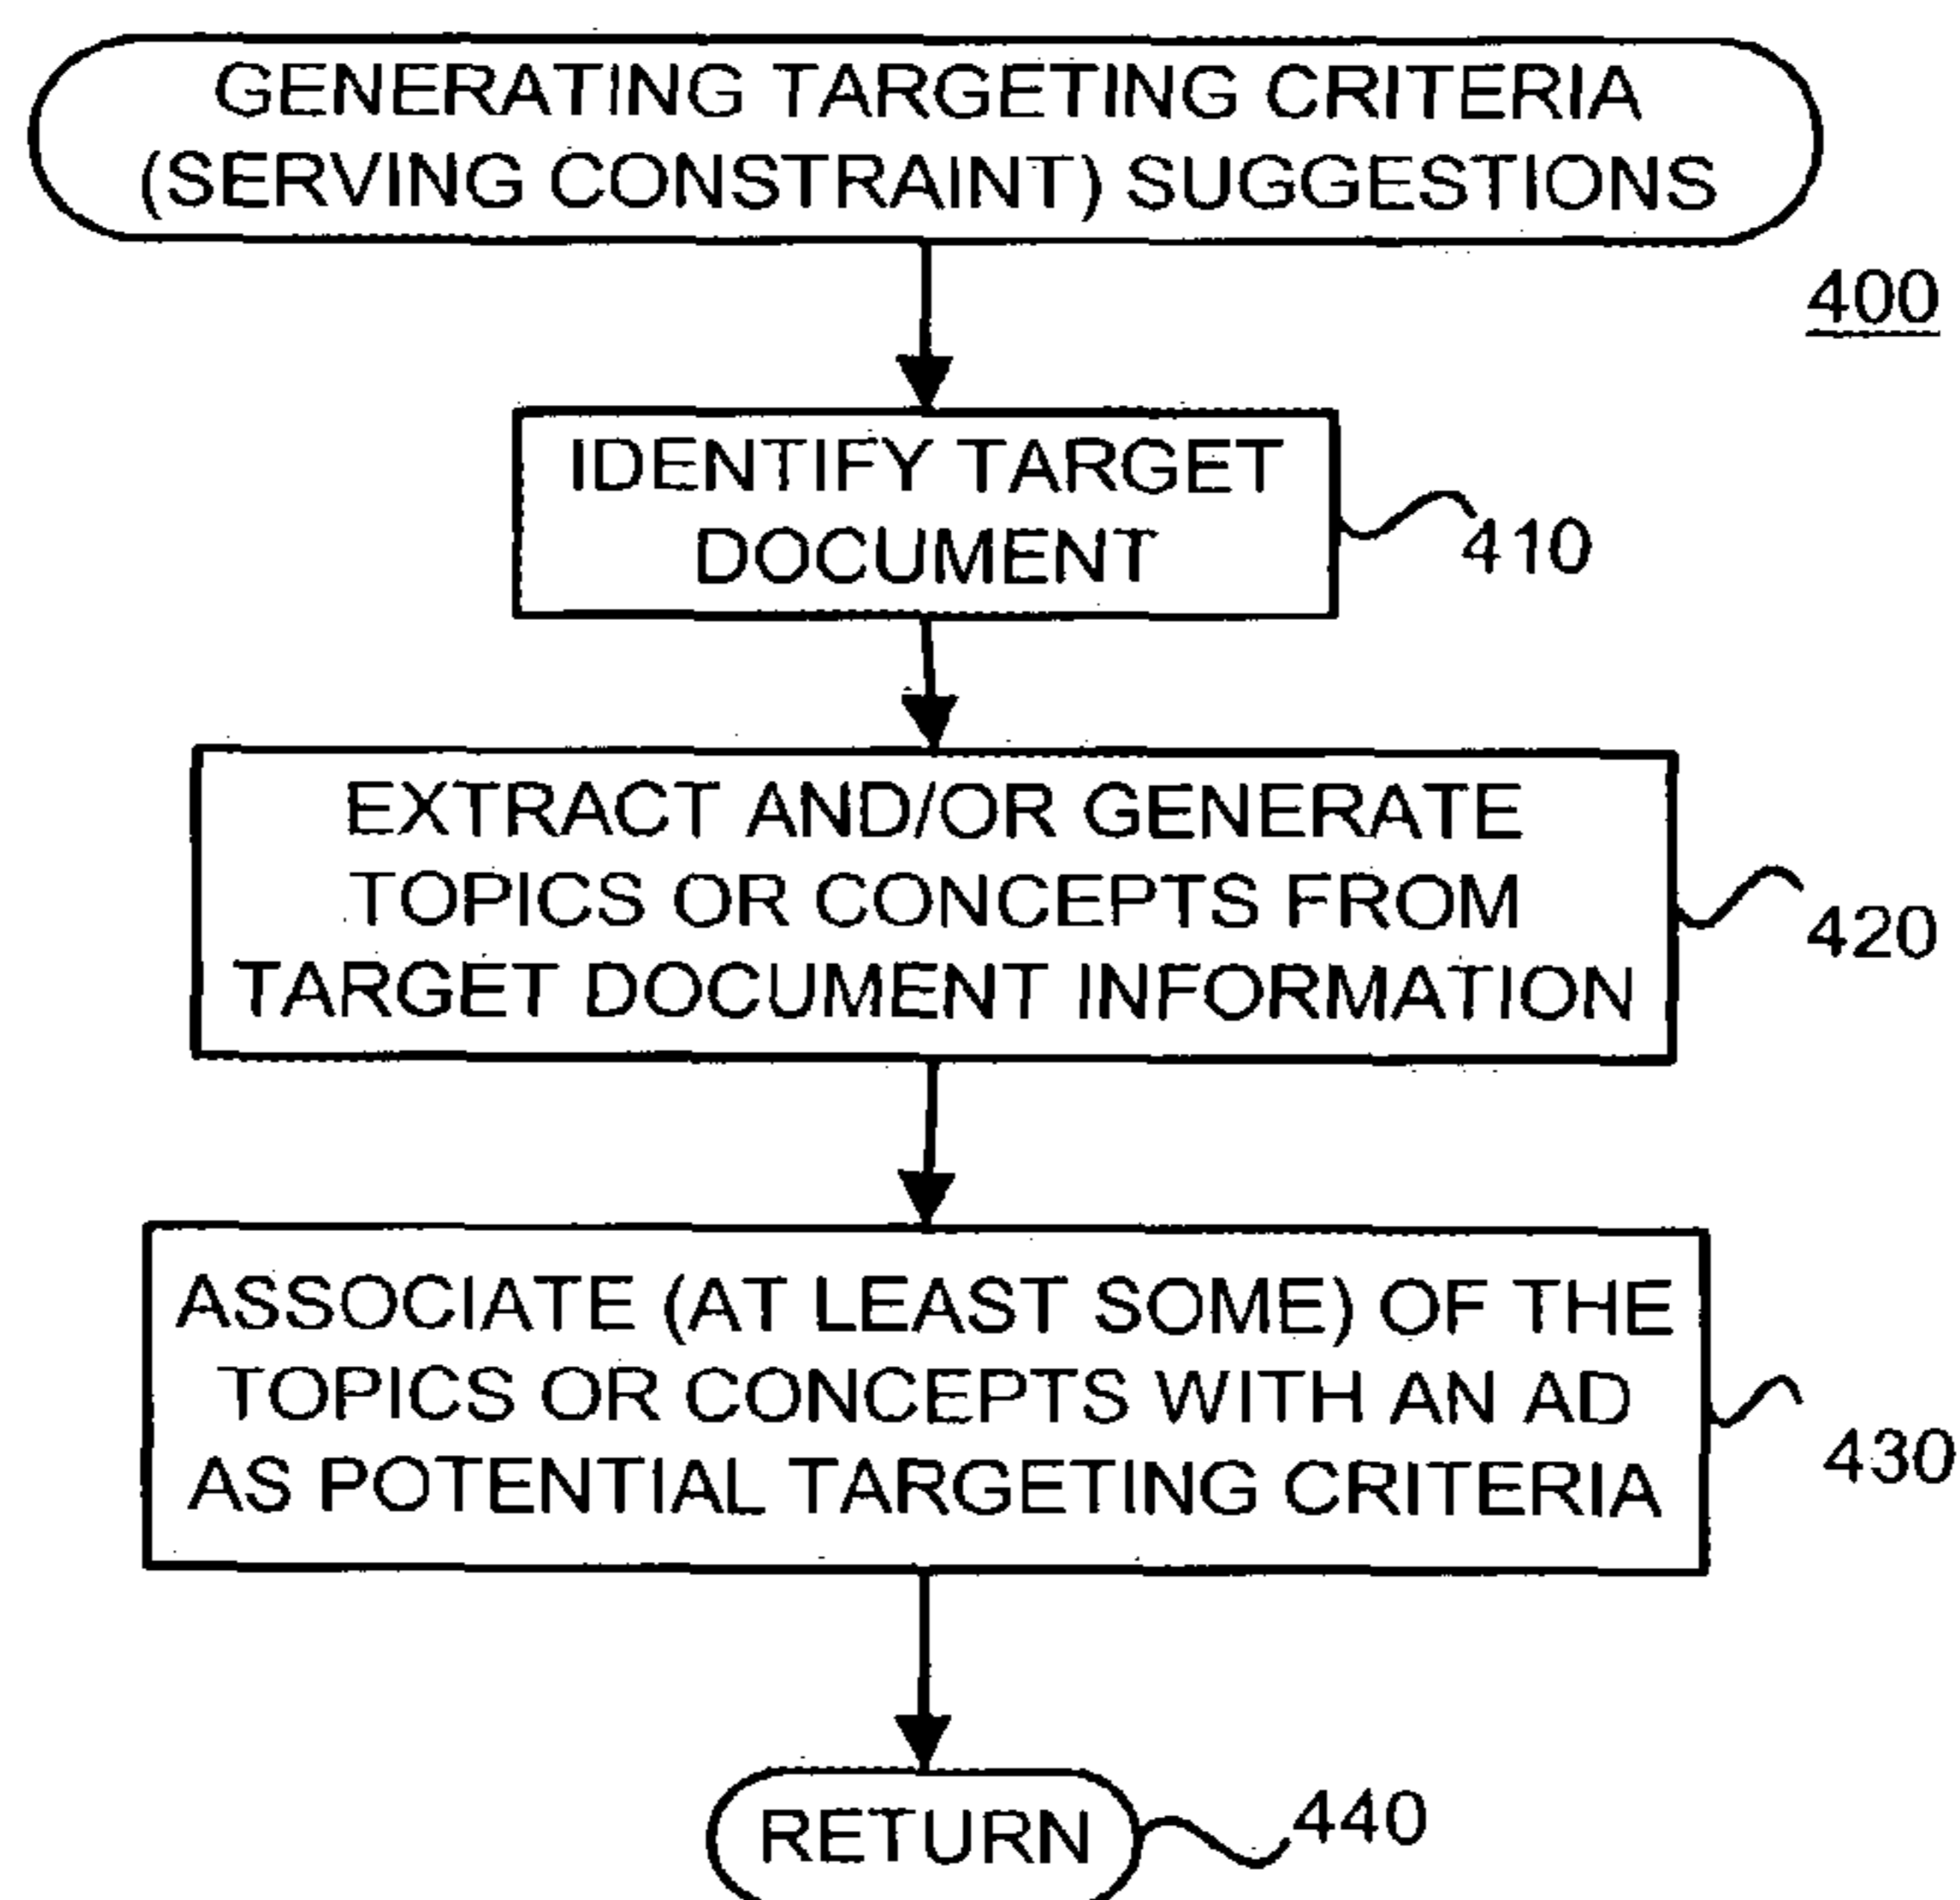 GENERATING TARGETING CRITERIA
(SERVING CONSTRAINT) SUGGESTIONS
400
IDENTIFY TARGET
DOCUMENT
410
EXTRACT AND/OR GENERATE
TOPICS OR CONCEPTS FROM
TARGET DOCUMENT INFORMATION
420
ASSOCIATE (AT LEAST SOME) OF THE
TOPICS OR CONCEPTS WITH AN AD
AS POTENTIAL TARGETING CRITERIA
430
RETURN
440